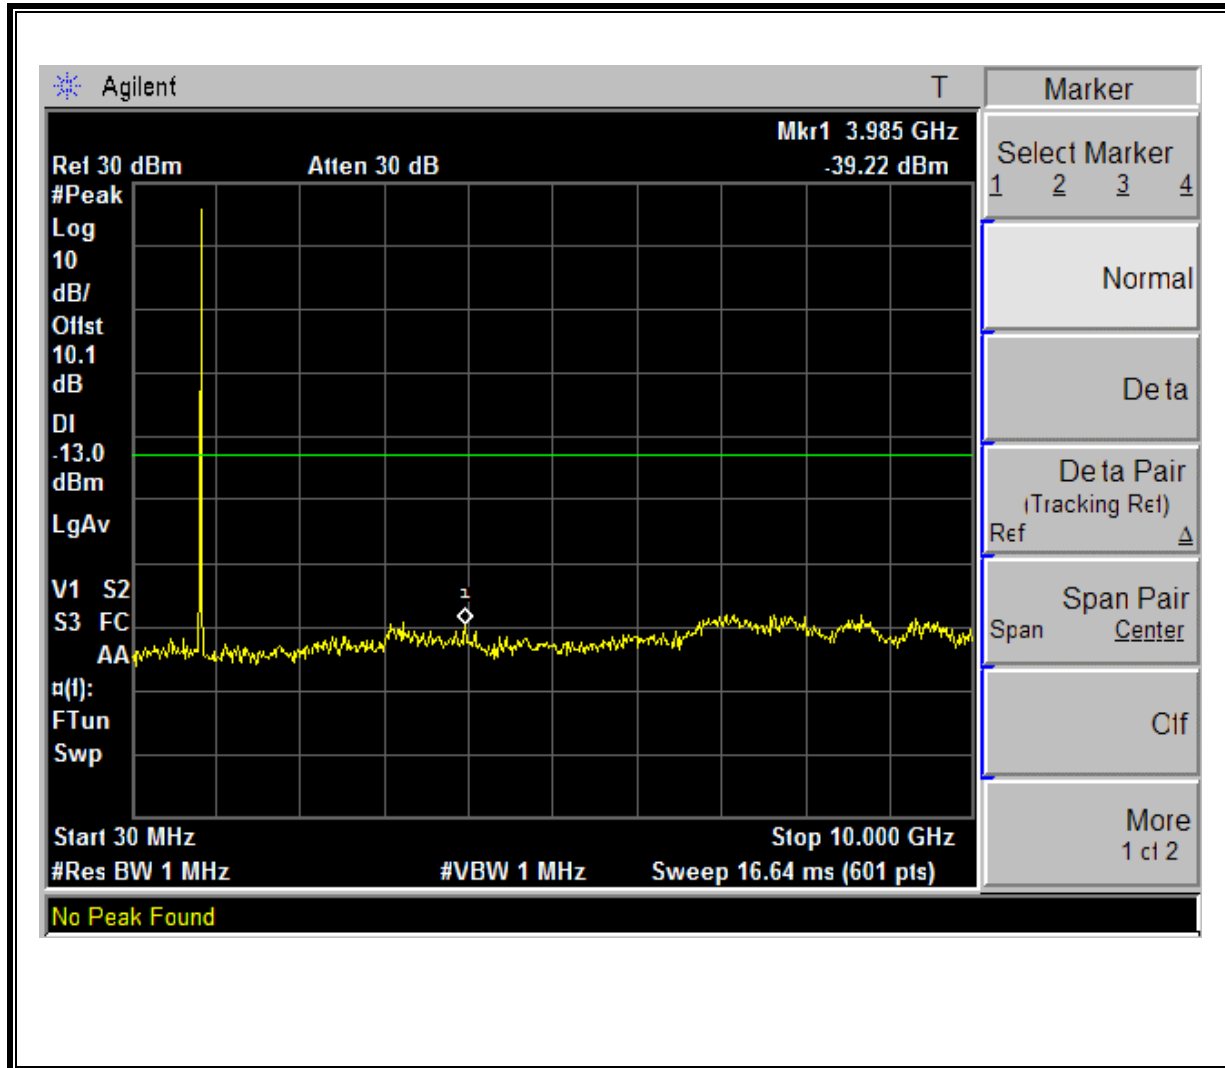 Agilent T
Marker
Mkr1 3.985 GHz
Ref 30 dBm Atten 30 dB -39.22 dBm
#Peak
Log
10
dB/
Offst
10.1
dB
DI
-13.0
dBm
LgAv
V1 S2
S3 FC
AA
¤(f):
FTun
Swp
1
Start 30 MHz Stop 10.000 GHz
#Res BW 1 MHz #VBW 1 MHz Sweep 16.64 ms (601 pts)
No Peak Found
Select Marker
1 2 3 4
Normal
Delta
Delta Pair
(Tracking Ref)
Ref Δ
Span Pair
Span Center
Off
More
1 of 2